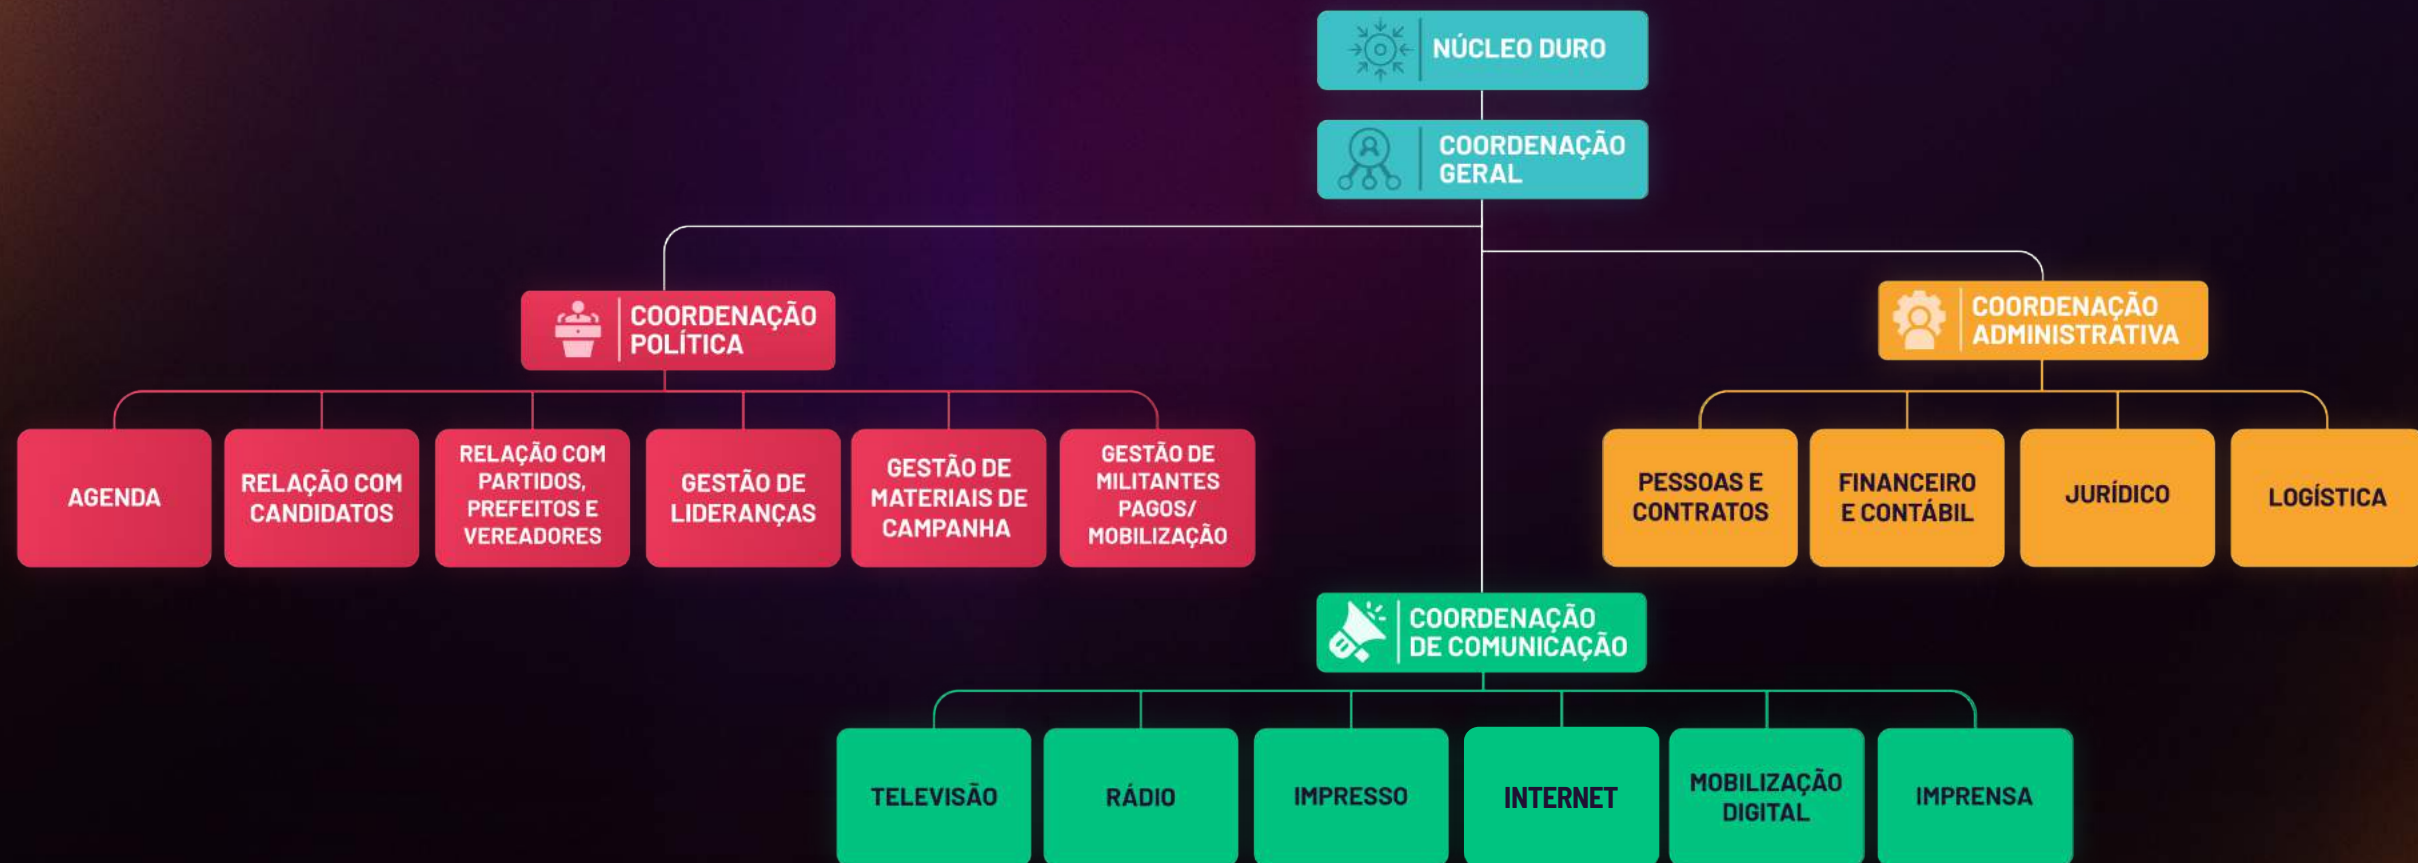 NÚCLEO DURO
COORDENAÇÃO
GERAL
COORDENAÇÃO
POLÍTICA
AGENDA
RELAÇÃO COM
CANDIDATOS
RELAÇÃO COM
PARTIDOS,
PREFEITOS E
VEREADORES
GESTÃO DE
LIDERANÇAS
GESTÃO DE
MATERIAIS DE
CAMPANHA
GESTÃO DE
MILITANTES
PAGOS/
MOBILIZAÇÃO
COORDENAÇÃO
ADMINISTRATIVA
PESSOAS E
CONTRATOS
FINANCEIRO
E CONTÁBIL
JURÍDICO
LOGÍSTICA
COORDENAÇÃO
DE COMUNICAÇÃO
TELEVISÃO
RÁDIO
IMPRESSO
INTERNET
MOBILIZAÇÃO
DIGITAL
IMPRENSA